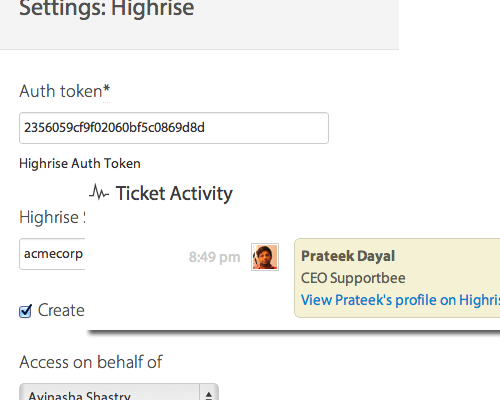 Settings: Highrise
Auth token*
2356059cf9f02060bf5c0869d8d
Highrise Auth Token
Ticket Activity
Highrise
acmecorp
8:49 pm
Prateek Dayal
CEO Supportbee
View Prateek's profile on Highris
Create
Access on behalf of
Avinasha Shastry